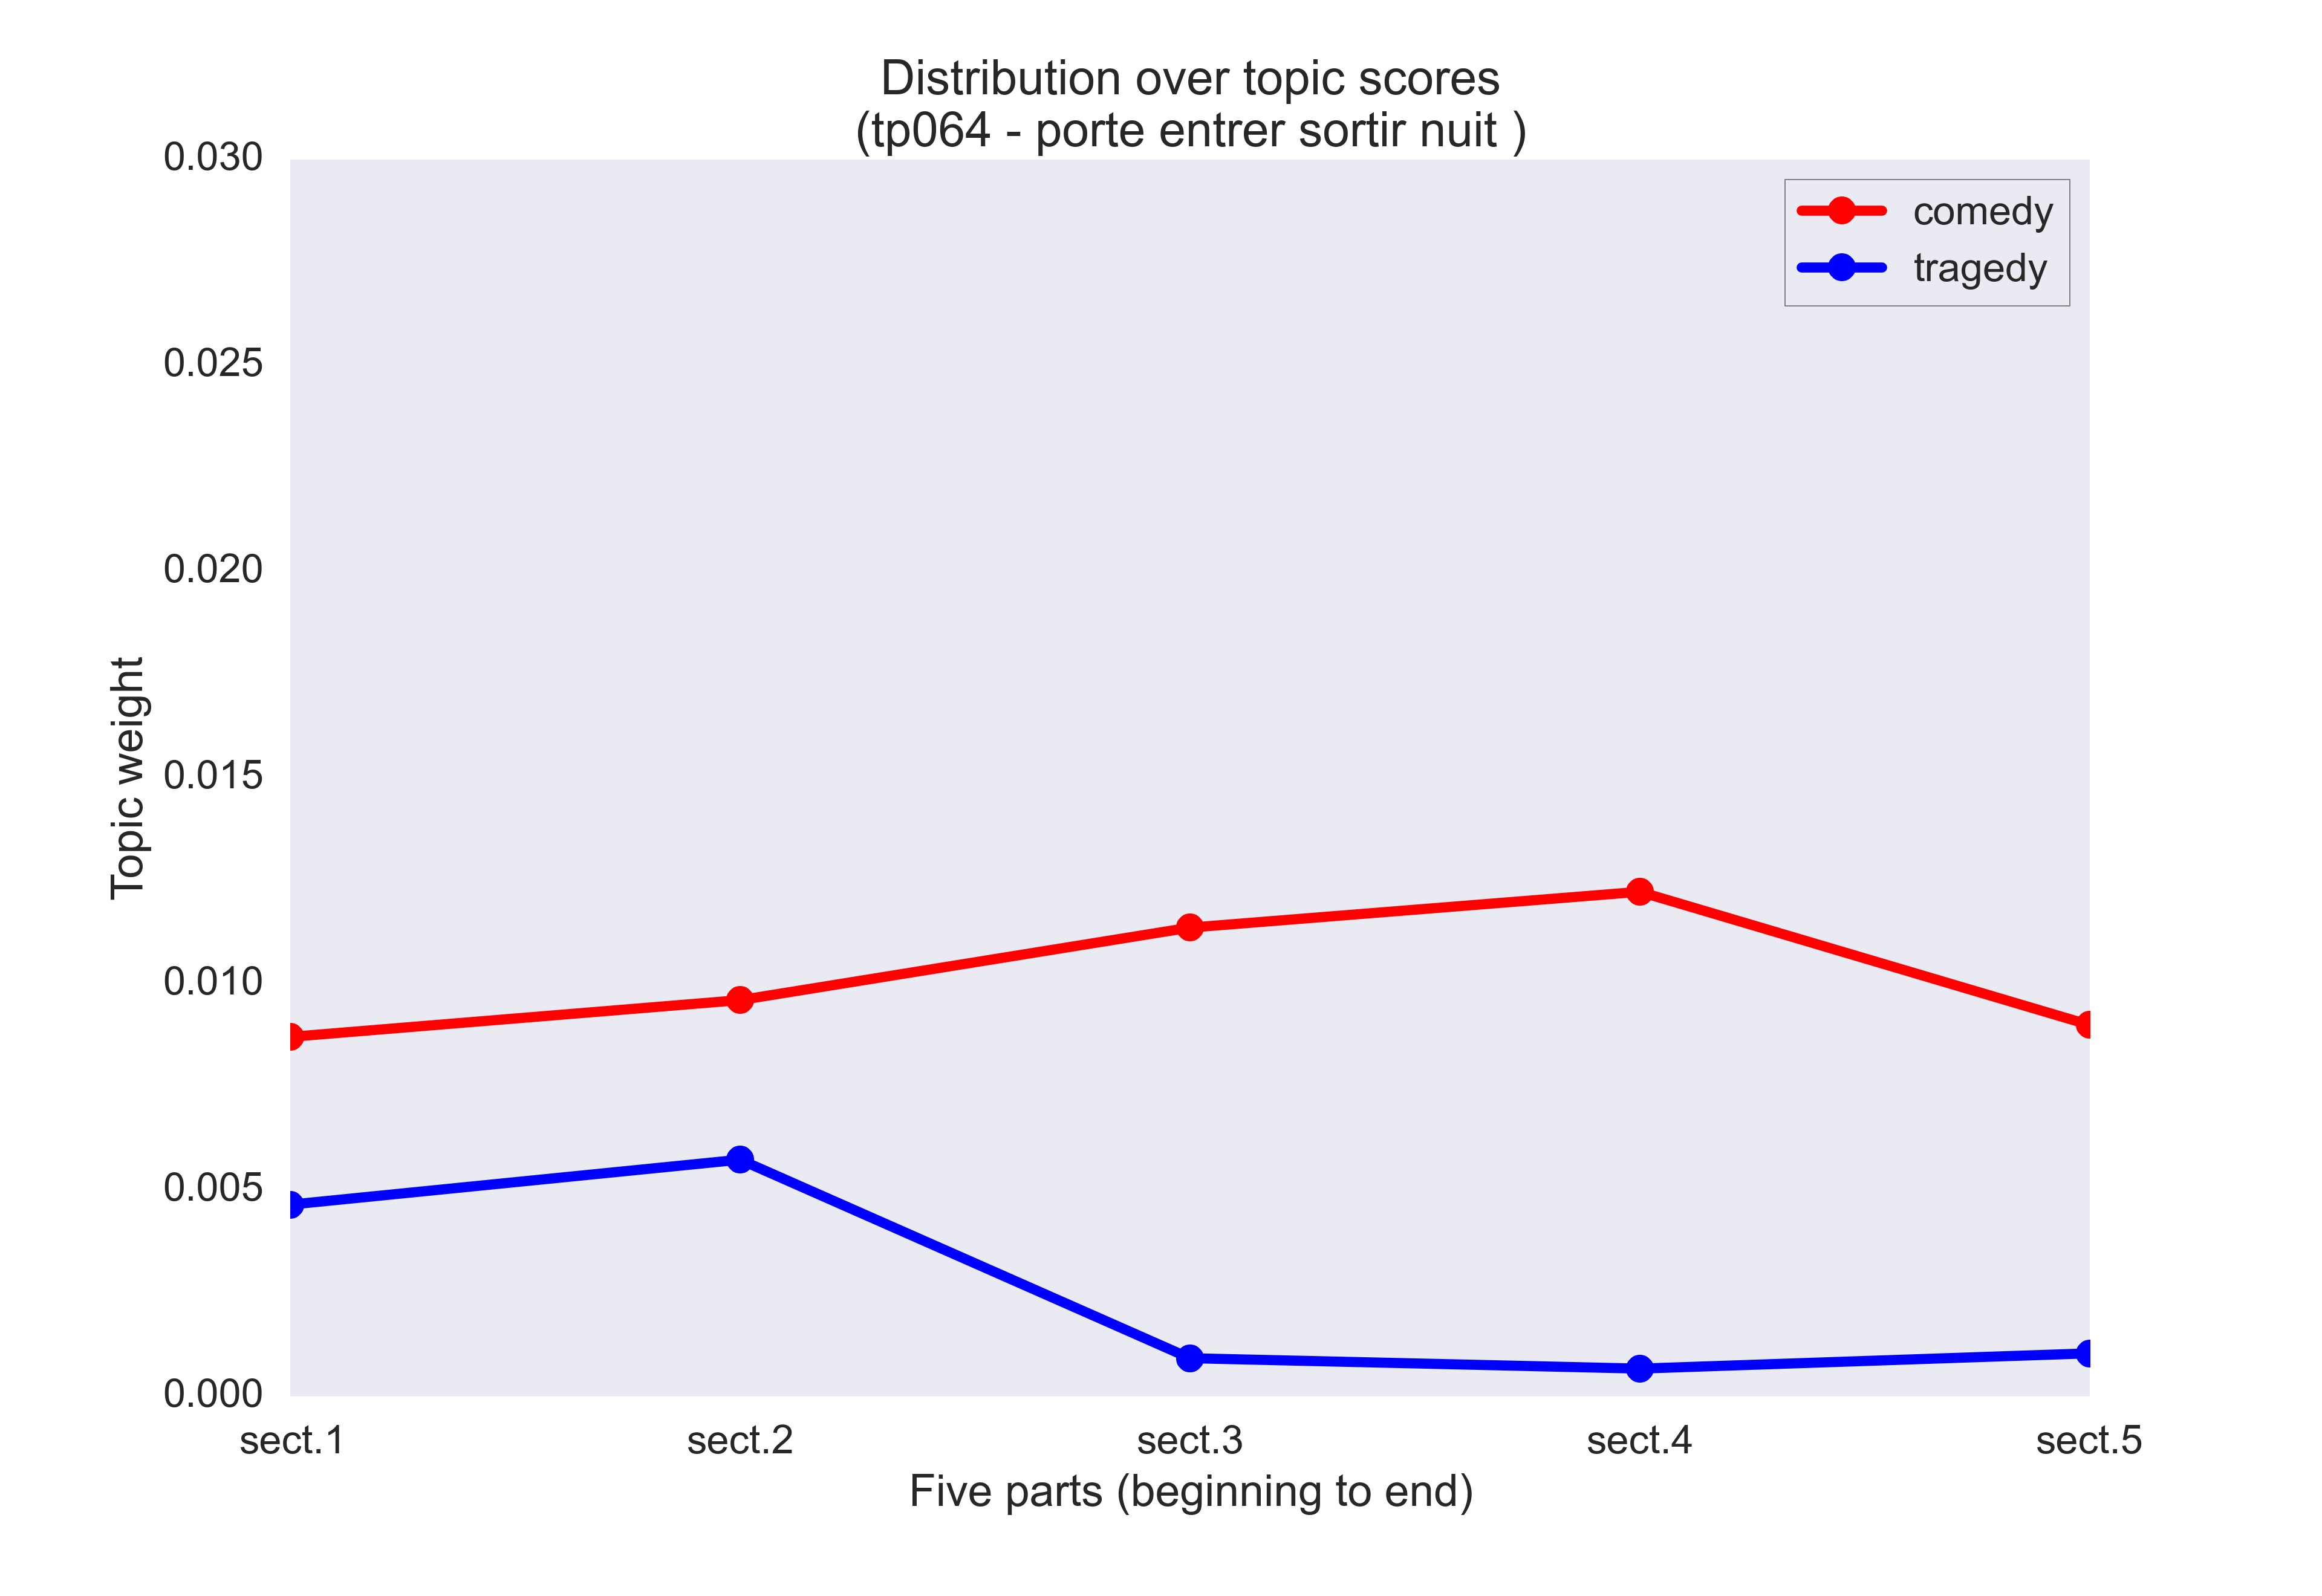 Distribution over topic scores
(tp064 - porte entrer sortir nuit )
comedy
tragedy
0.030
0.025
0.020
0.015
0.010
0.005
0.000
Topic weight
sect.1
sect.2
sect.3
sect.4
sect.5
Five parts (beginning to end)